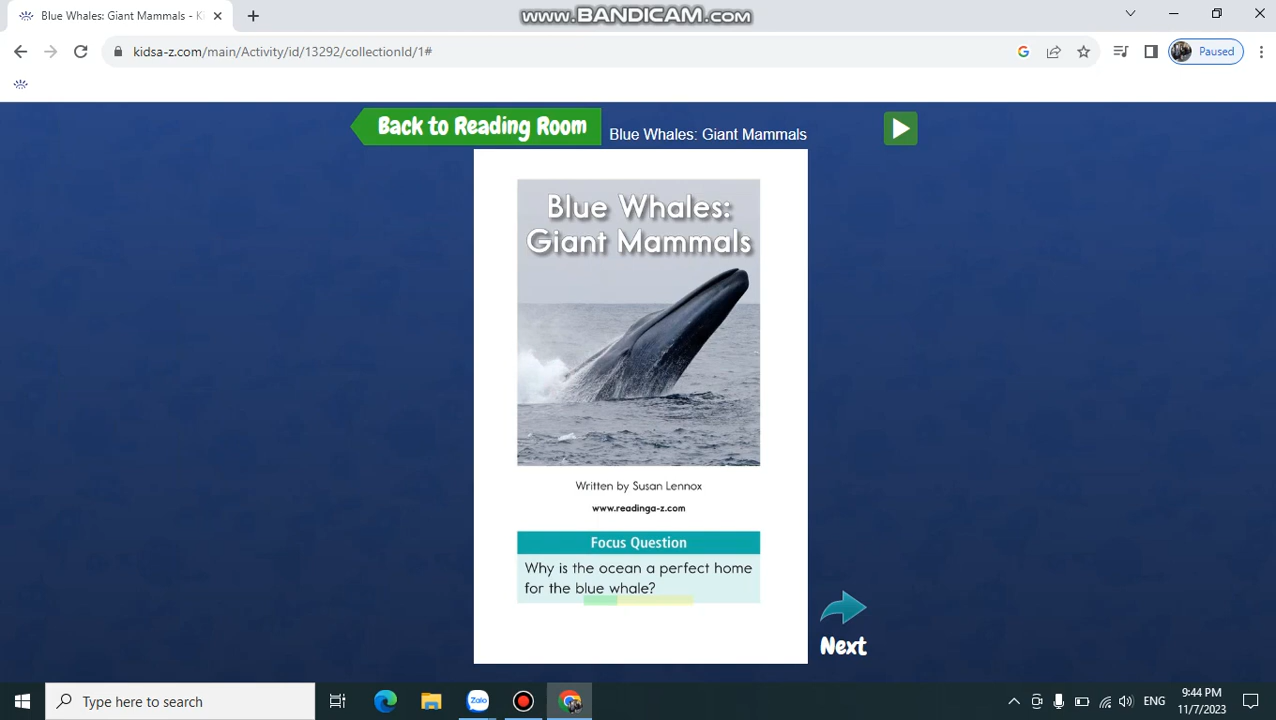 Blue Whales: Giant Mammals - Ki
www.BANDICAM.com
kidsa-z.com/main/Activity/id/13292/collectionId/1#
Paused
Back to Reading Room
Blue Whales: Giant Mammals
Blue Whales:
Giant Mammals
Written by Susan Lennox
www.readinga-z.com
Focus Question
Why is the ocean a perfect home
for the blue whale?
Next
Type here to search
Zalo
ENG
9:44 PM
11/7/2023